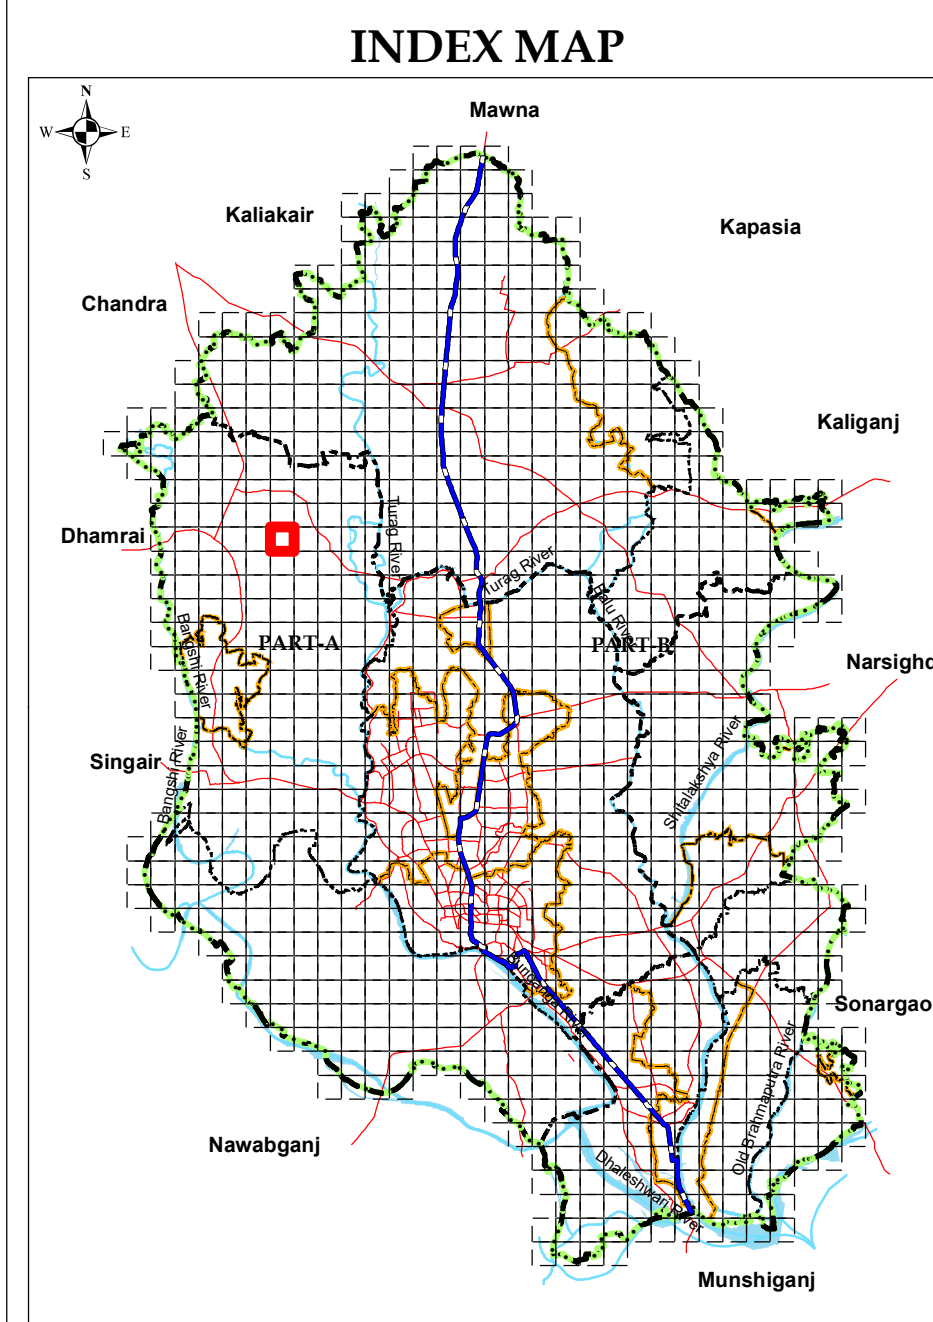 INDEX MAP
N
W E
S
Mawna
Kaliakair
Kapasia
Chandra
Kaliganj
Dhamrai
Turag River
Turag River
Balu River
Bangshi River
PART-A
PART-B
Narsighd
Singair
Bangshi River
Shitalakshya River
Buriganga River
Sonargao
Old Brahmaputra River
Nawabganj
Dhaleshwari River
Munshiganj